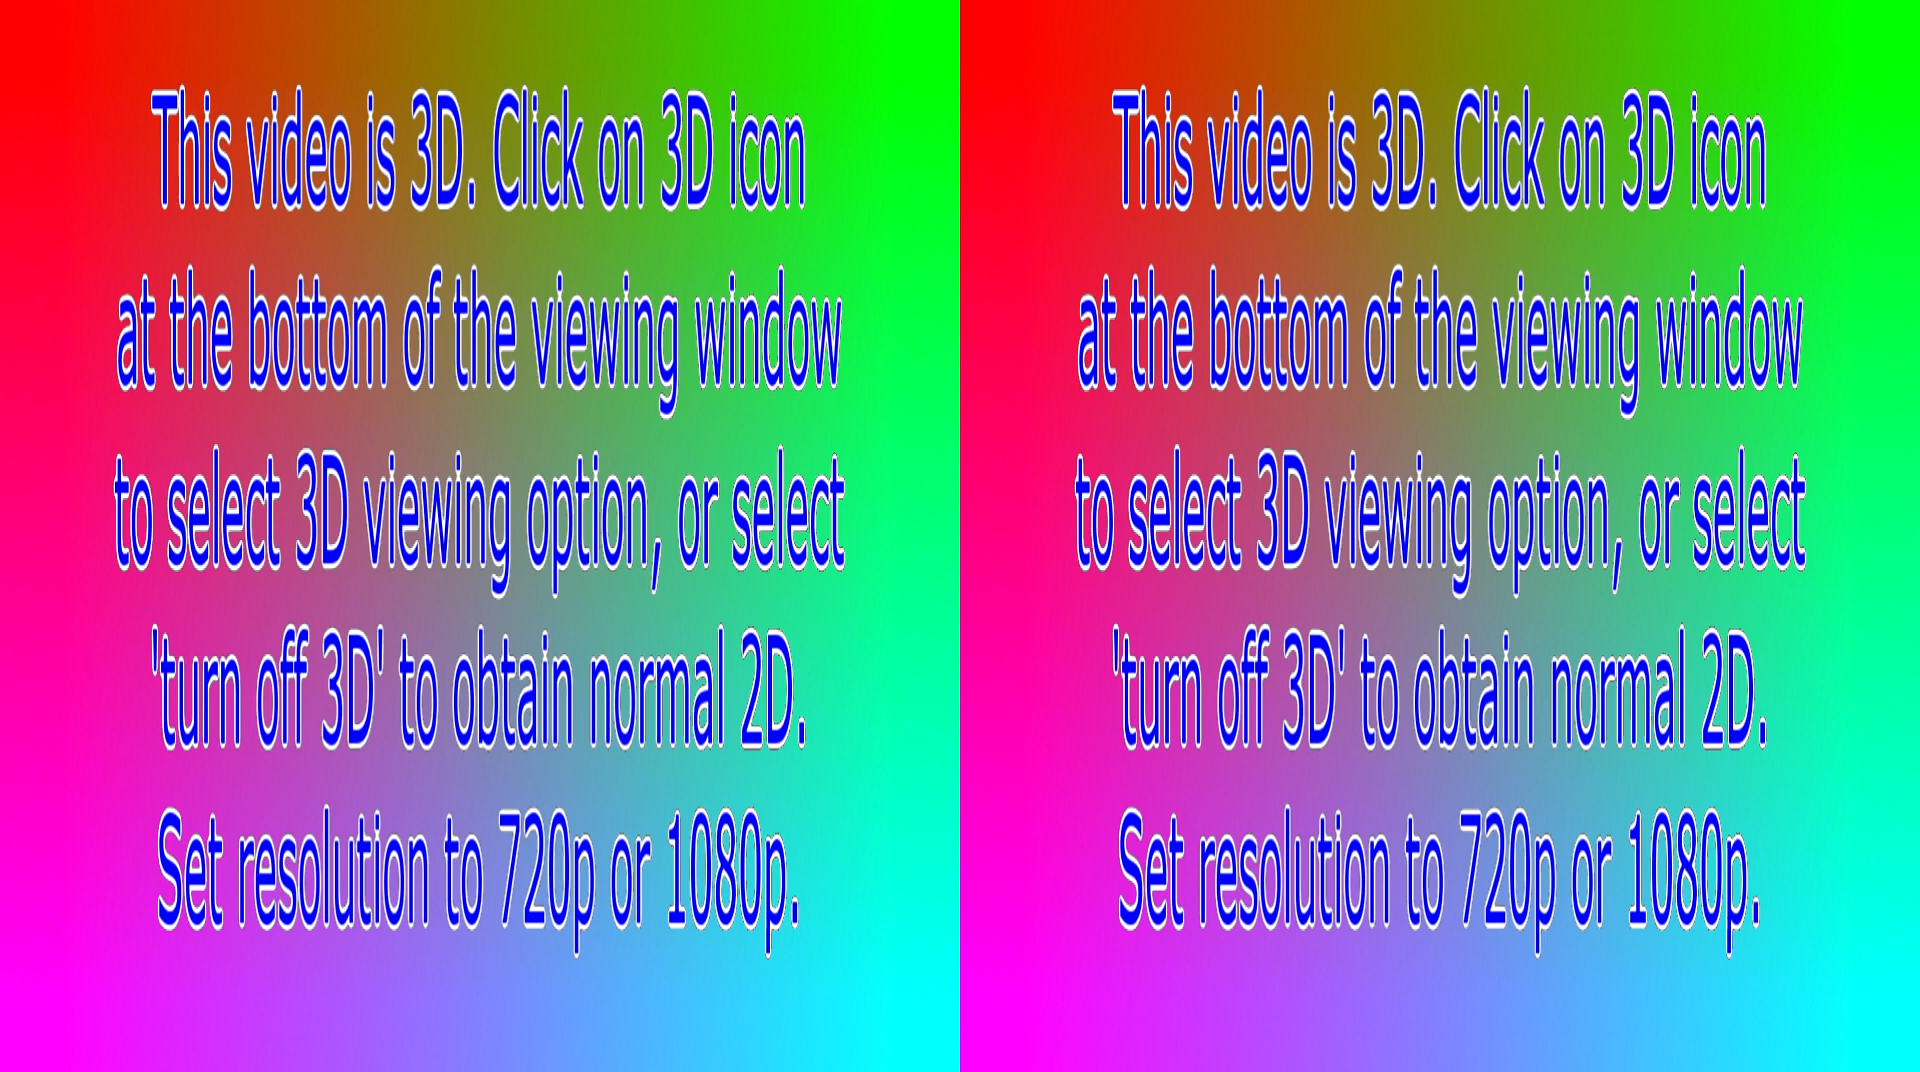 This video is 3D. Click on 3D icon
at the bottom of the viewing window
to select 3D viewing option, or select
'turn off 3D' to obtain normal 2D.
Set resolution to 720p or 1080p.
This video is 3D. Click on 3D icon
at the bottom of the viewing window
to select 3D viewing option, or select
'turn off 3D' to obtain normal 2D.
Set resolution to 720p or 1080p.